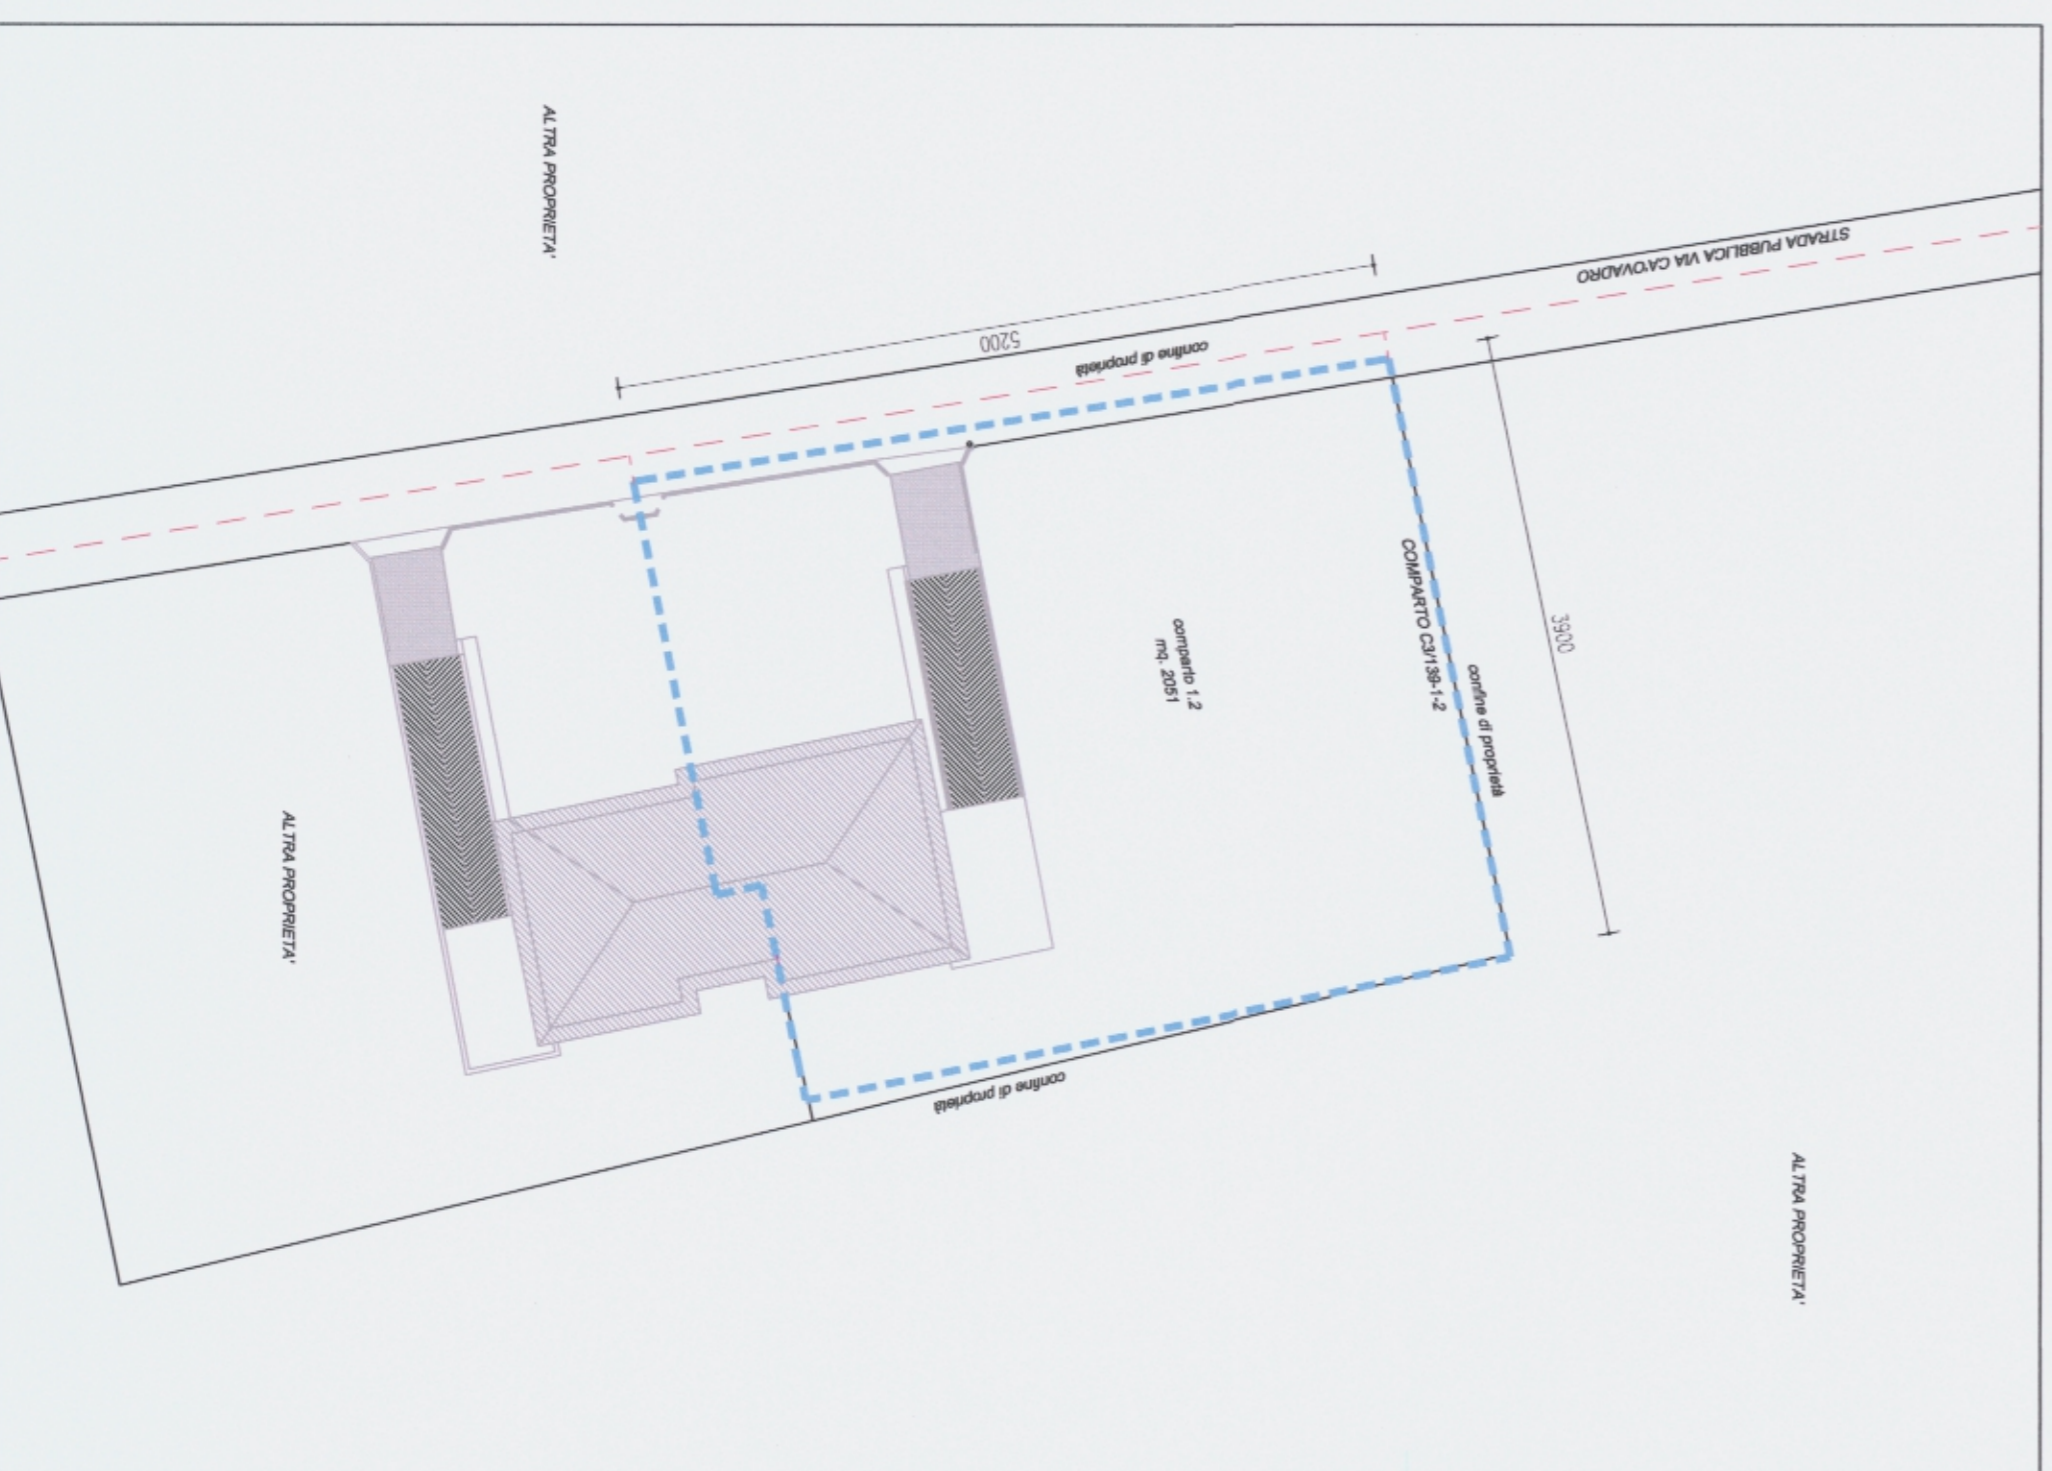 ALTRA PROPRIETA'
STRADA PUBBLICA VIA CA'OVADRO
5200
confine di proprietà
COMPARTO C3/139-1-2
confine di proprietà
3900
comparto 1.2
mq. 2051
ALTRA PROPRIETA'
confine di proprietà
ALTRA PROPRIETA'